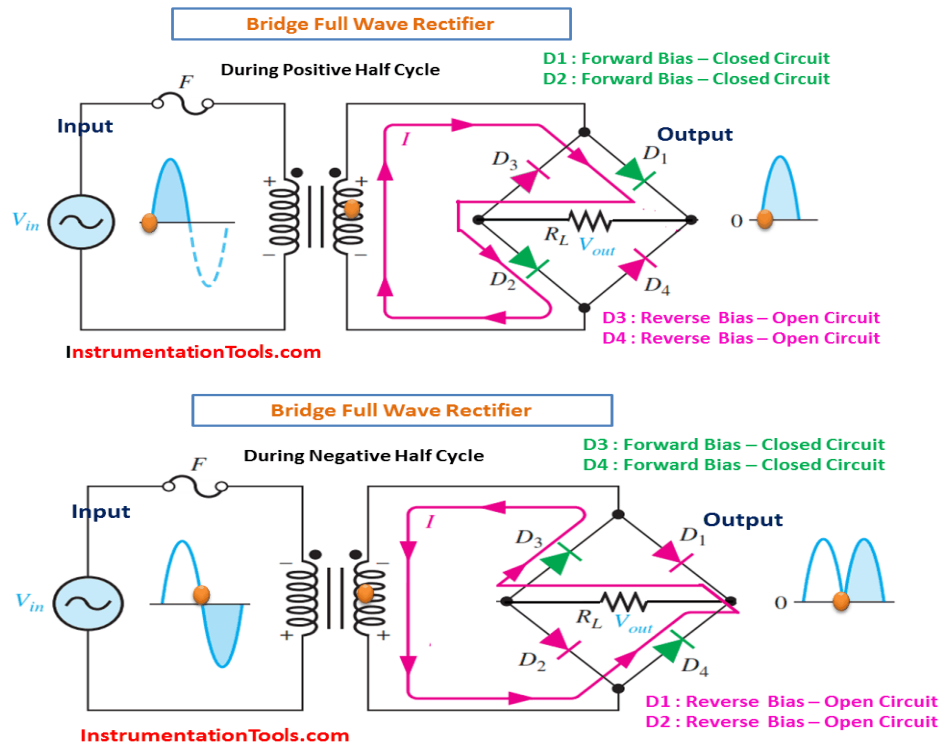 Bridge Full Wave Rectifier
During Positive Half Cycle
D1 : Forward Bias – Closed Circuit
D2 : Forward Bias – Closed Circuit
F
Input
I
Output
D3
D1
+
+
Vin
0
RL
Vout
–
–
D2
D4
D3 : Reverse Bias – Open Circuit
D4 : Reverse Bias – Open Circuit
InstrumentationTools.com
Bridge Full Wave Rectifier
During Negative Half Cycle
D3 : Forward Bias – Closed Circuit
D4 : Forward Bias – Closed Circuit
F
Input
I
Output
D3
D1
–
–
Vin
0
RL
Vout
+
+
D2
D4
D1 : Reverse Bias – Open Circuit
D2 : Reverse Bias – Open Circuit
InstrumentationTools.com